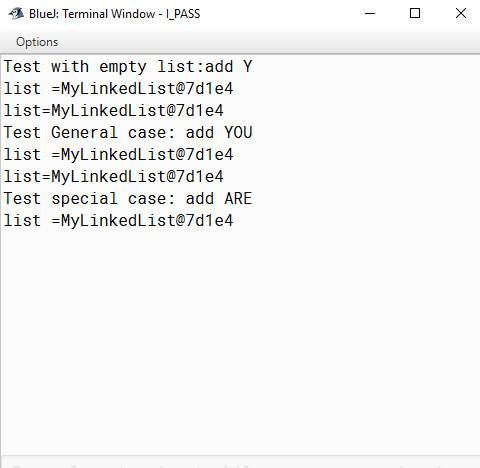 BlueJ: Terminal Window - I_PASS
Options
Test with empty list:add Y
list =MyLinkedList@7d1e4
list=MyLinkedList@7d1e4
Test General case: add YOU
list =MyLinkedList@7d1e4
list=MyLinkedList@7d1e4
Test special case: add ARE
list =MyLinkedList@7d1e4